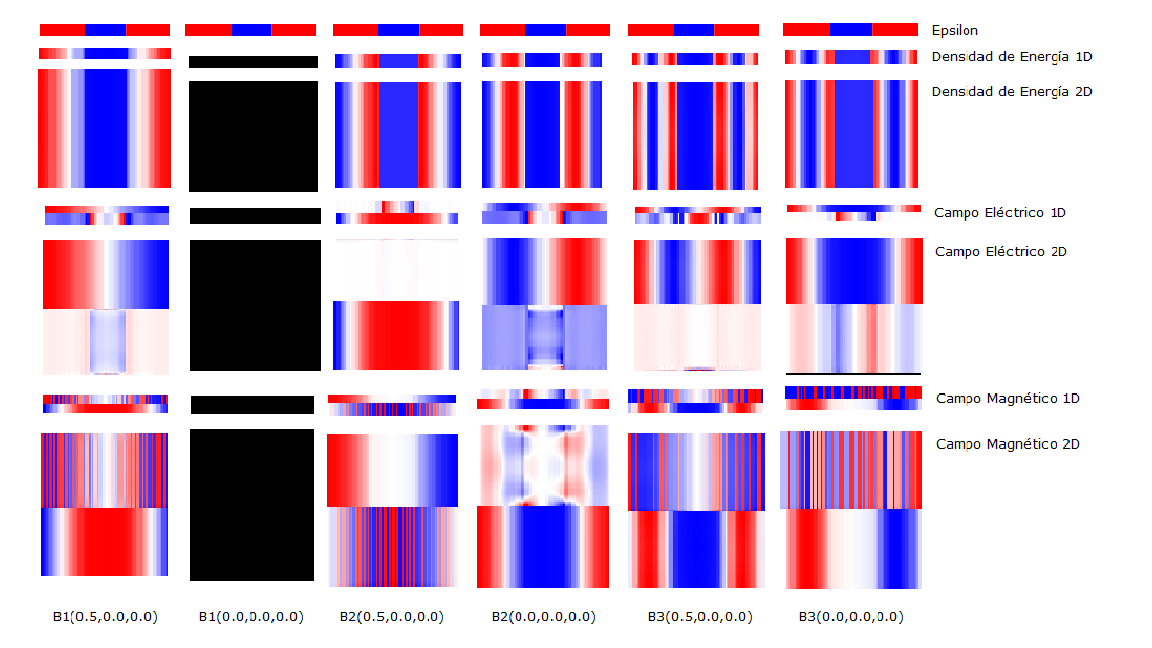 Epsilon
Densidad de Energía 1D
Densidad de Energía 2D
Campo Eléctrico 1D
Campo Eléctrico 2D
Campo Magnético 1D
Campo Magnético 2D
B1(0.5,0.0,0.0) B1(0.0,0.0,0.0) B2(0.5,0.0,0.0) B2(0.0,0.0,0.0) B3(0.5,0.0,0.0) B3(0.0,0.0,0.0)